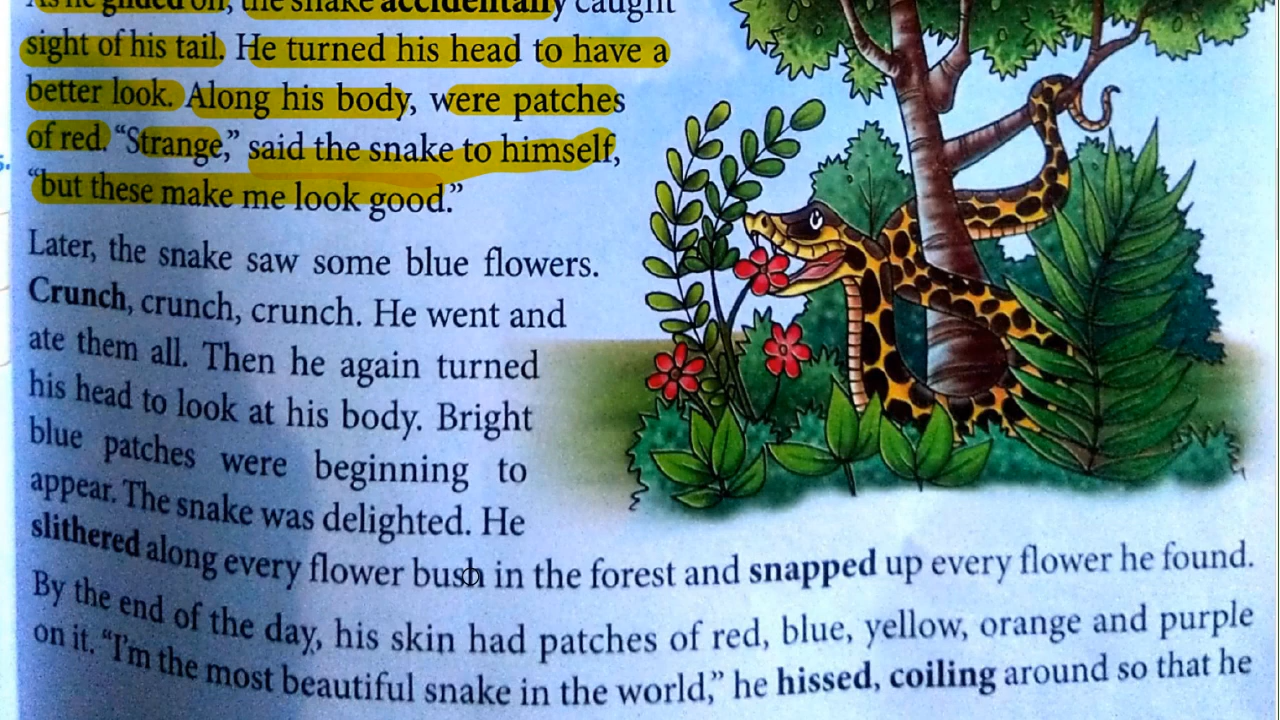 As he glided on, the snake accidentally caught
sight of his tail. He turned his head to have a
better look. Along his body, were patches
of red. “Strange,” said the snake to himself,
“but these make me look good.”
Later, the snake saw some blue flowers.
Crunch, crunch, crunch. He went and
ate them all. Then he again turned
his head to look at his body. Bright
blue patches were beginning to
appear. The snake was delighted. He
slithered along every flower bush in the forest and snapped up every flower he found.
By the end of the day, his skin had patches of red, blue, yellow, orange and purple
on it. “I’m the most beautiful snake in the world,” he hissed, coiling around so that he